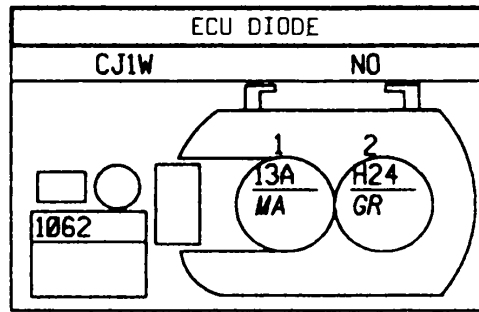 ECU DIODE
CJ1W NO
1 2
13A H24
MA GR
1062